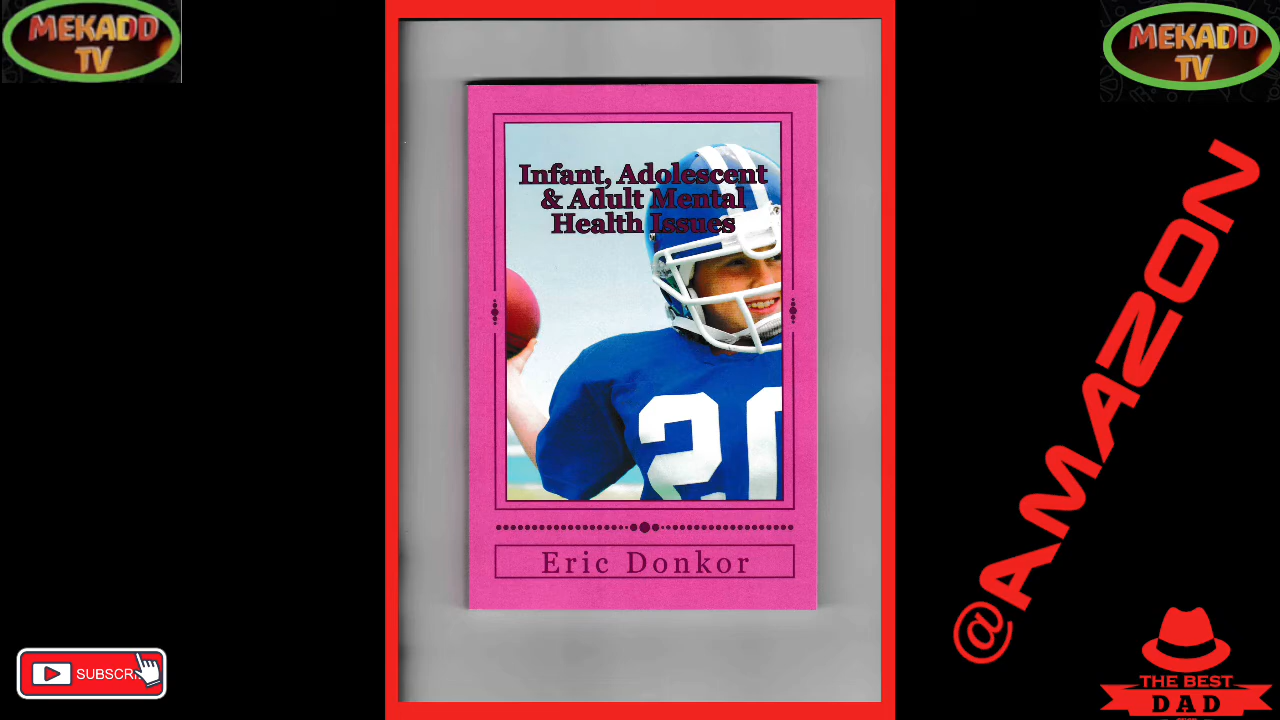 MEKADD
TV
MEKADD
TV
Infant, Adolescent
& Adult Mental
Health Issues
20
Eric Donkor
@AMAZON
SUBSCRI
THE BEST
DAD